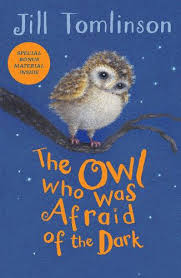 Jill Tomlinson
SPECIAL
BONUS
MATERIAL
INSIDE
The Owl
who was
Afraid
of the Dark